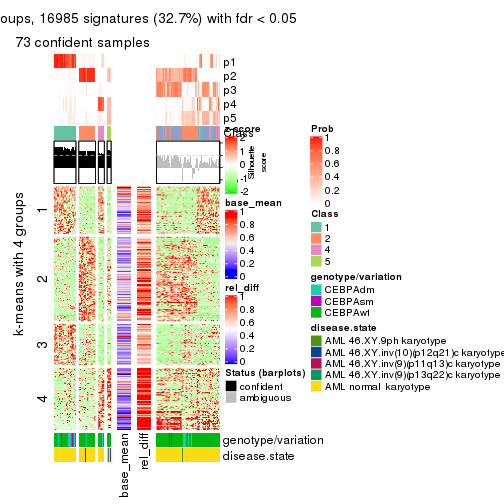 oups, 16985 signatures (32.7%) with fdr < 0.05
73 confident samples
p1
p2
p3
p4
p5
Class
z-score
2
1
0
-1
-2
Silhouette
score
k-means with 4 groups
1
2
3
4
base_mean
1
0.8
0.6
0.4
0.2
0
rel_diff
1
0.8
0.6
0.4
0.2
0
Status (barplots)
confident
ambiguous
Prob
1
0.8
0.6
0.4
0.2
0
Class
1
2
4
5
genotype/variation
CEBPAdm
CEBPAsm
CEBPAwt
disease.state
AML 46.XY.9ph karyotype
AML 46.XY.inv(10)(p12q21)c karyotype
AML 46.XY.inv(9)(p11q13)c karyotype
AML 46.XY.inv(9)(p13q22)c karyotype
AML normal karyotype
genotype/variation
disease.state
base_mean
rel_diff